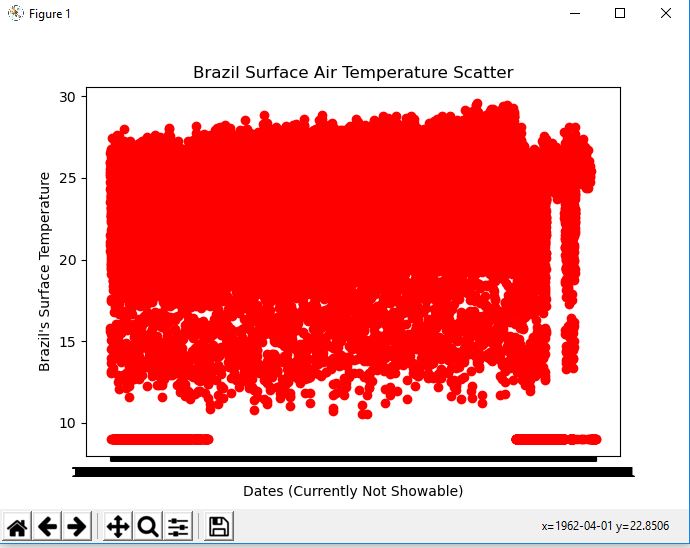 Figure 1
Brazil Surface Air Temperature Scatter
30
25
20
15
10
Brazil's Surface Temperature
Dates (Currently Not Showable)
x=1962-04-01 y=22.8506